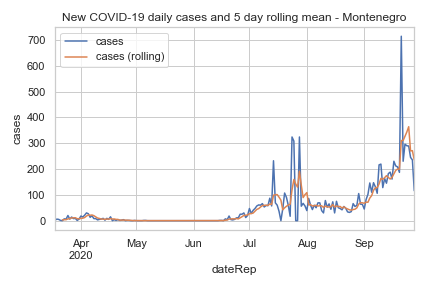 New COVID-19 daily cases and 5 day rolling mean - Montenegro
cases
cases (rolling)
700
600
500
400
300
200
100
0
cases
Apr
2020
May
Jun
Jul
Aug
Sep
dateRep